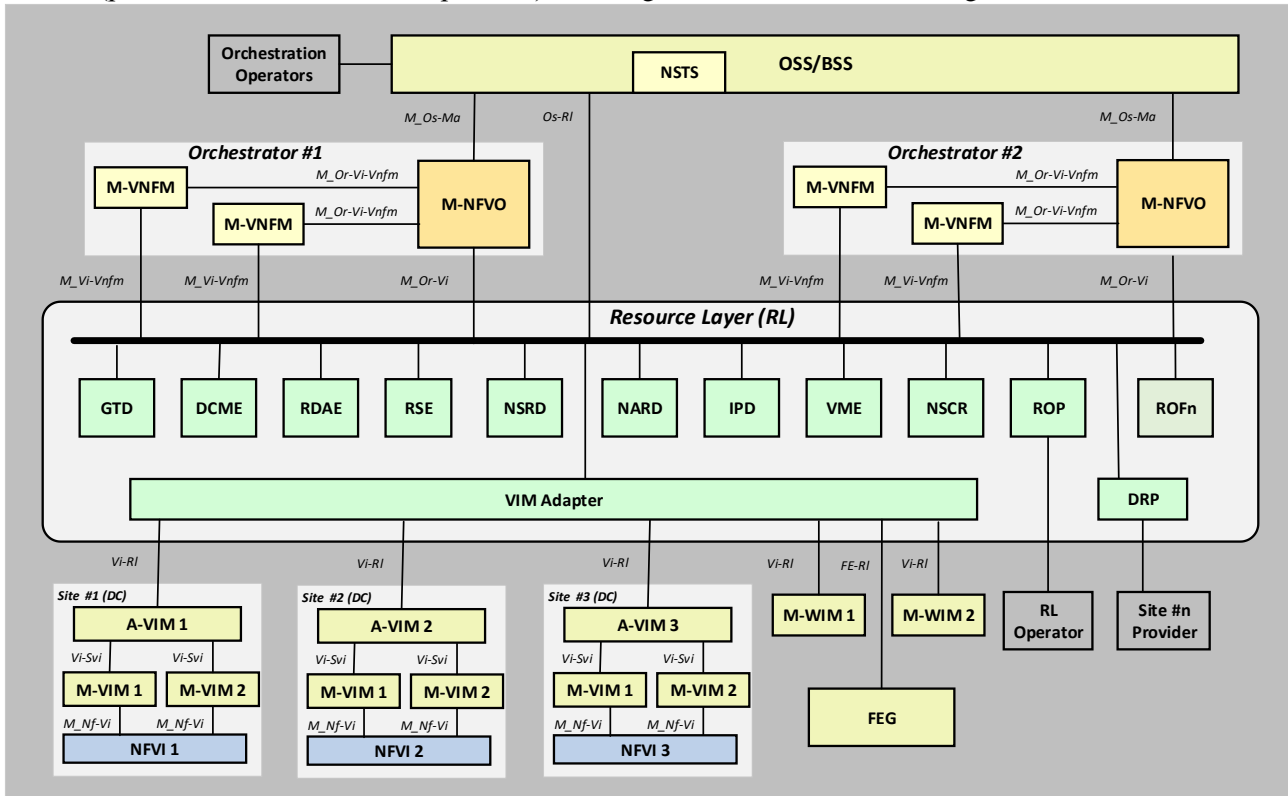 Orchestration
Operators
OSS/BSS
NSTS
M_Os-Ma
Os-Rl
M_Os-Ma
Orchestrator #1
Orchestrator #2
M-VNFM
M_Or-Vi-Vnfm
M-NFVO
M-VNFM
M_Or-Vi-Vnfm
M-NFVO
M-VNFM
M_Or-Vi-Vnfm
M-VNFM
M_Or-Vi-Vnfm
M_Vi-Vnfm
M_Vi-Vnfm
M_Or-Vi
M_Vi-Vnfm
M_Vi-Vnfm
M_Or-Vi
Resource Layer (RL)
GTD
DCME
RDAE
RSE
NSRD
NARD
IPD
VME
NSCR
ROP
ROFn
VIM Adapter
DRP
Vi-Rl
Vi-Rl
Vi-Rl
Vi-Rl
FE-Rl
Vi-Rl
Site #1 (DC)
A-VIM 1
Vi-Svi
Vi-Svi
M-VIM 1
M-VIM 2
M_Nf-Vi
M_Nf-Vi
NFVI 1
Site #2 (DC)
A-VIM 2
Vi-Svi
Vi-Svi
M-VIM 1
M-VIM 2
M_Nf-Vi
M_Nf-Vi
NFVI 2
Site #3 (DC)
A-VIM 3
Vi-Svi
Vi-Svi
M-VIM 1
M-VIM 2
M_Nf-Vi
M_Nf-Vi
NFVI 3
M-WIM 1
M-WIM 2
RL
Operator
Site #n
Provider
FEG